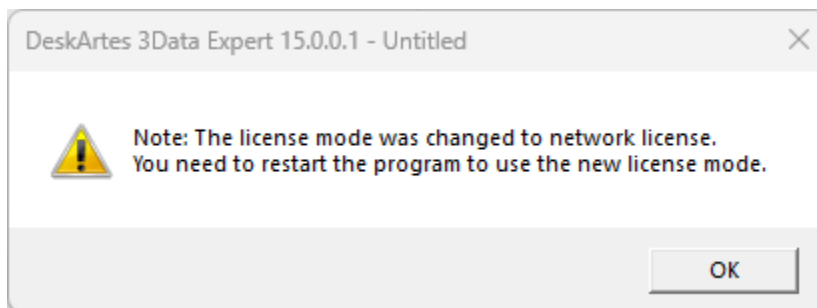 DeskArtes 3Data Expert 15.0.0.1 - Untitled
Note: The license mode was changed to network license.
You need to restart the program to use the new license mode.
OK